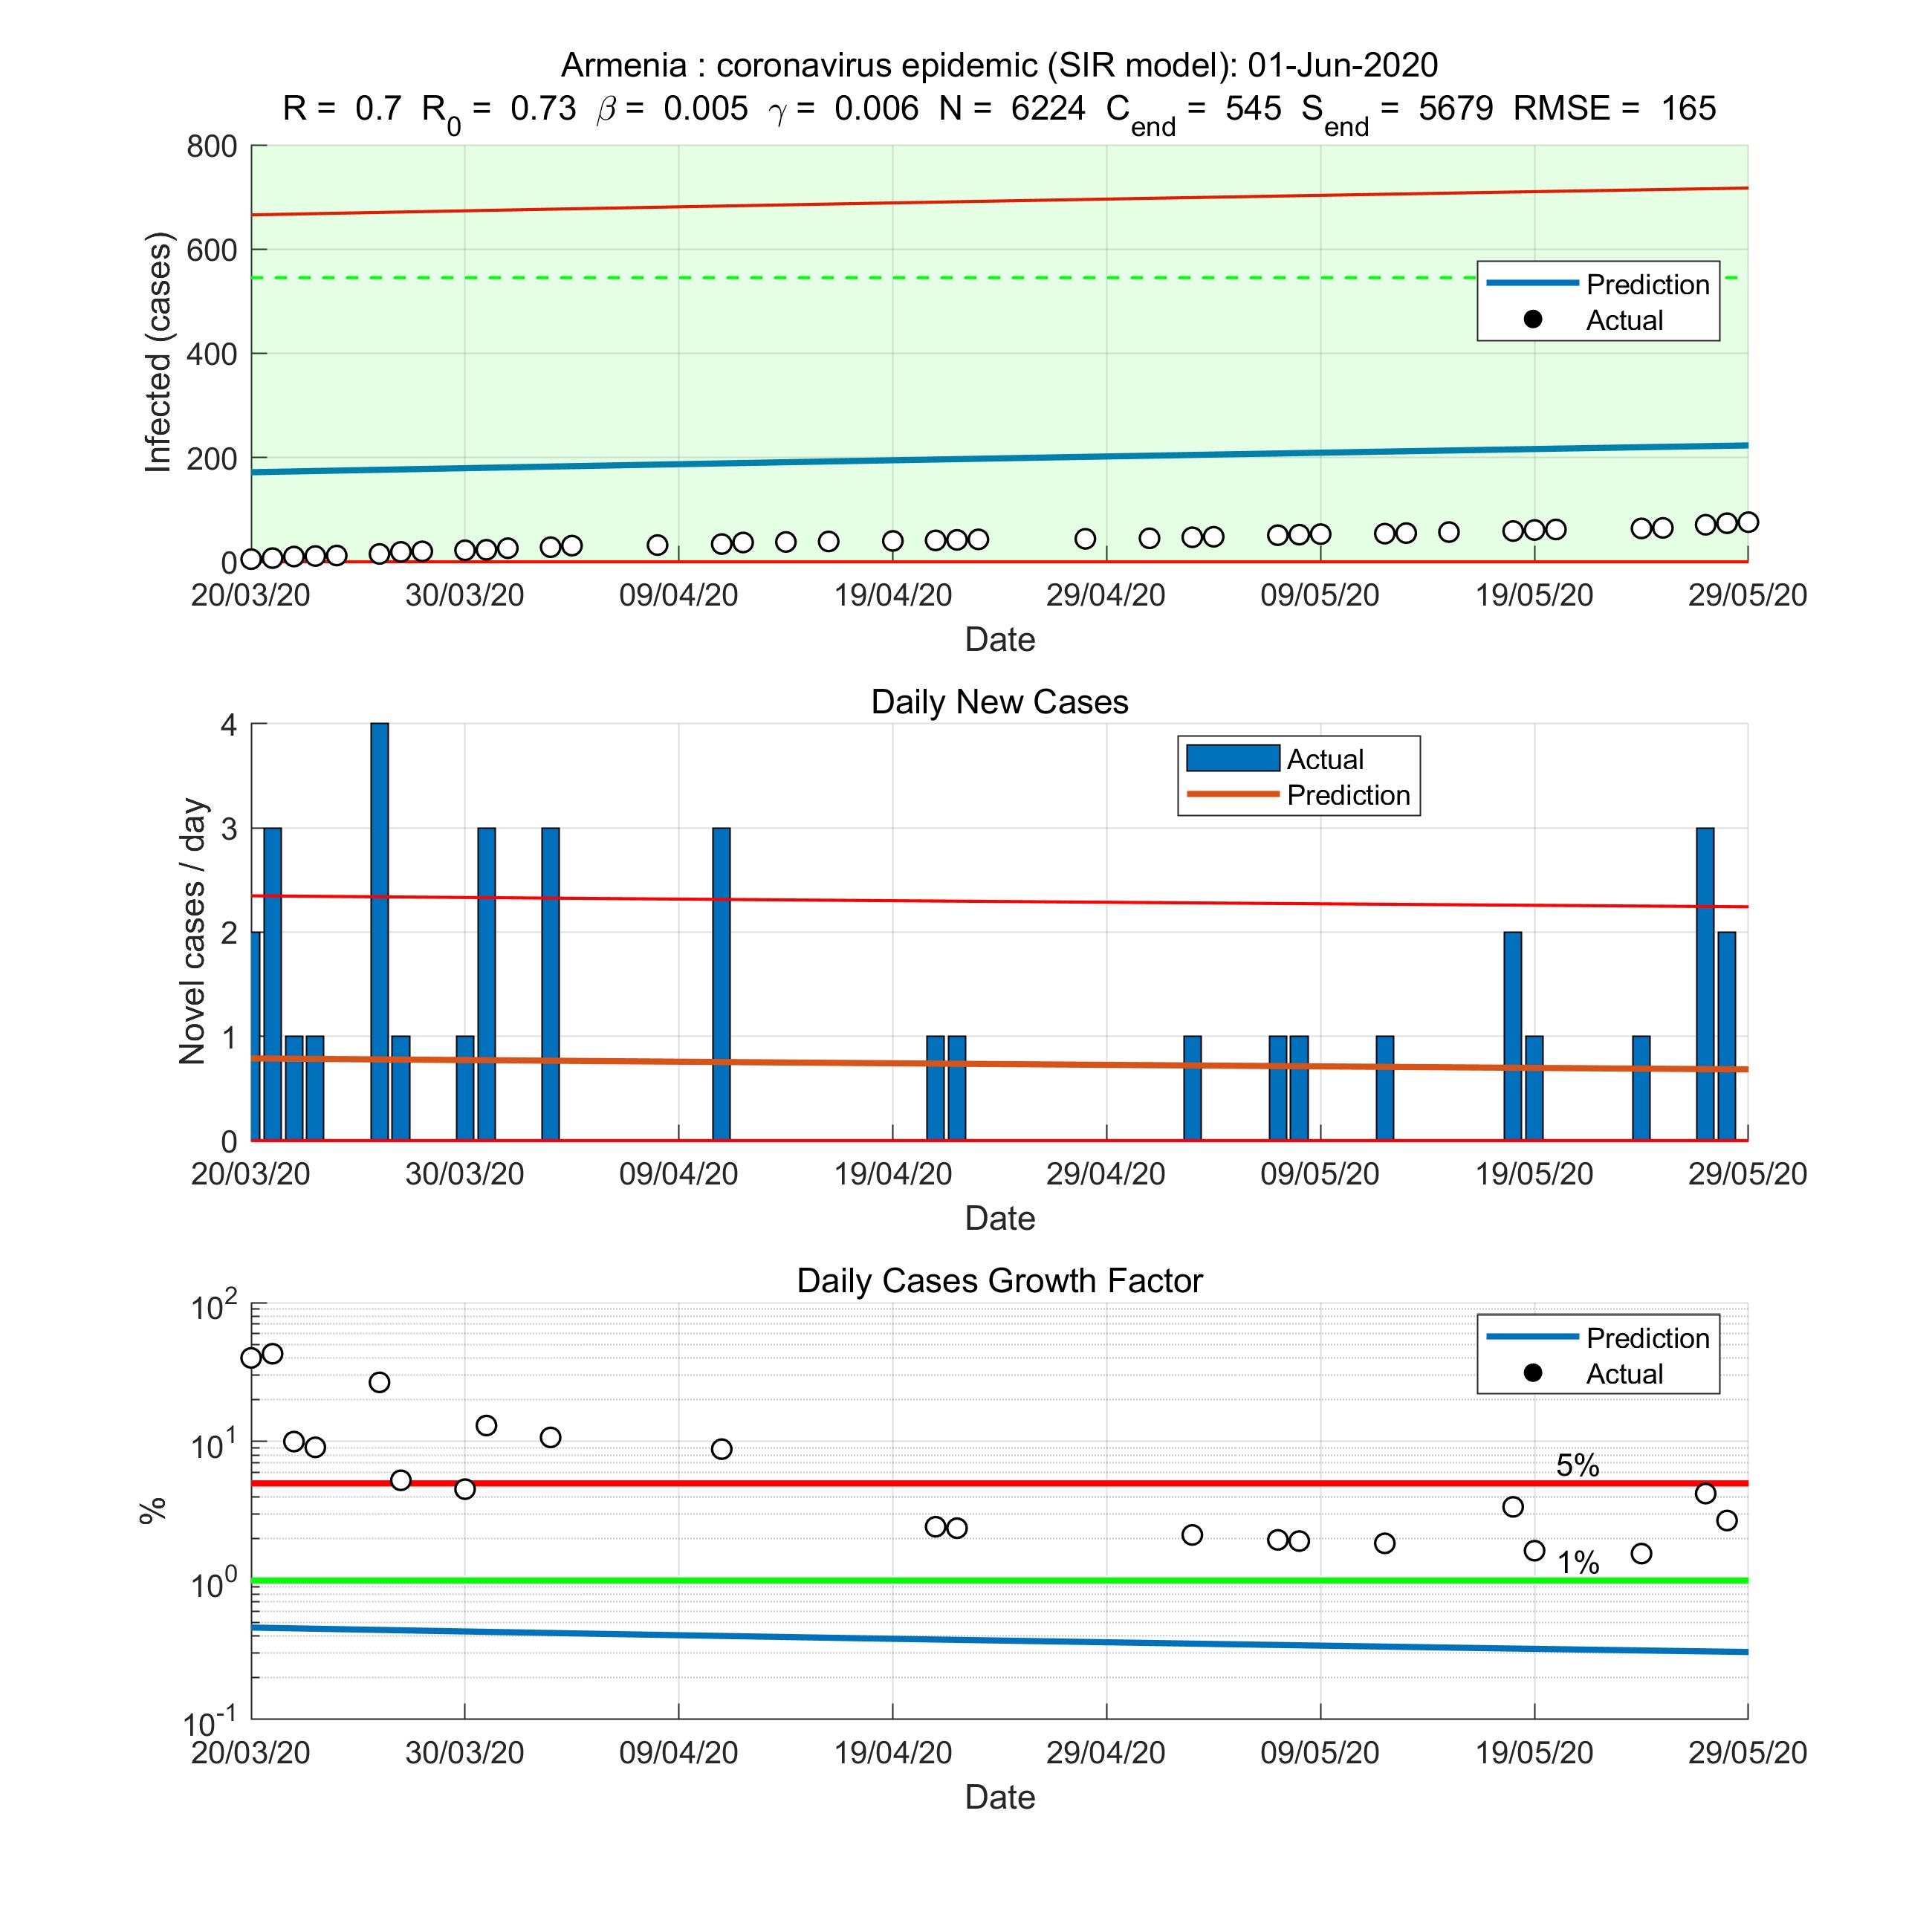 Armenia : coronavirus epidemic (SIR model): 01-Jun-2020
R = 0.7 R0 = 0.73 β = 0.005 γ = 0.006 N = 6224 Cend = 545 Send = 5679 RMSE = 165
800
600
400
200
0
Infected (cases)
Prediction
Actual
20/03/20 30/03/20 09/04/20 19/04/20 29/04/20 09/05/20 19/05/20 29/05/20
Date
Daily New Cases
4
3
2
1
0
Novel cases / day
Actual
Prediction
20/03/20 30/03/20 09/04/20 19/04/20 29/04/20 09/05/20 19/05/20 29/05/20
Date
Daily Cases Growth Factor
10^2
10^1
10^0
10^-1
%
Prediction
Actual
5%
1%
20/03/20 30/03/20 09/04/20 19/04/20 29/04/20 09/05/20 19/05/20 29/05/20
Date